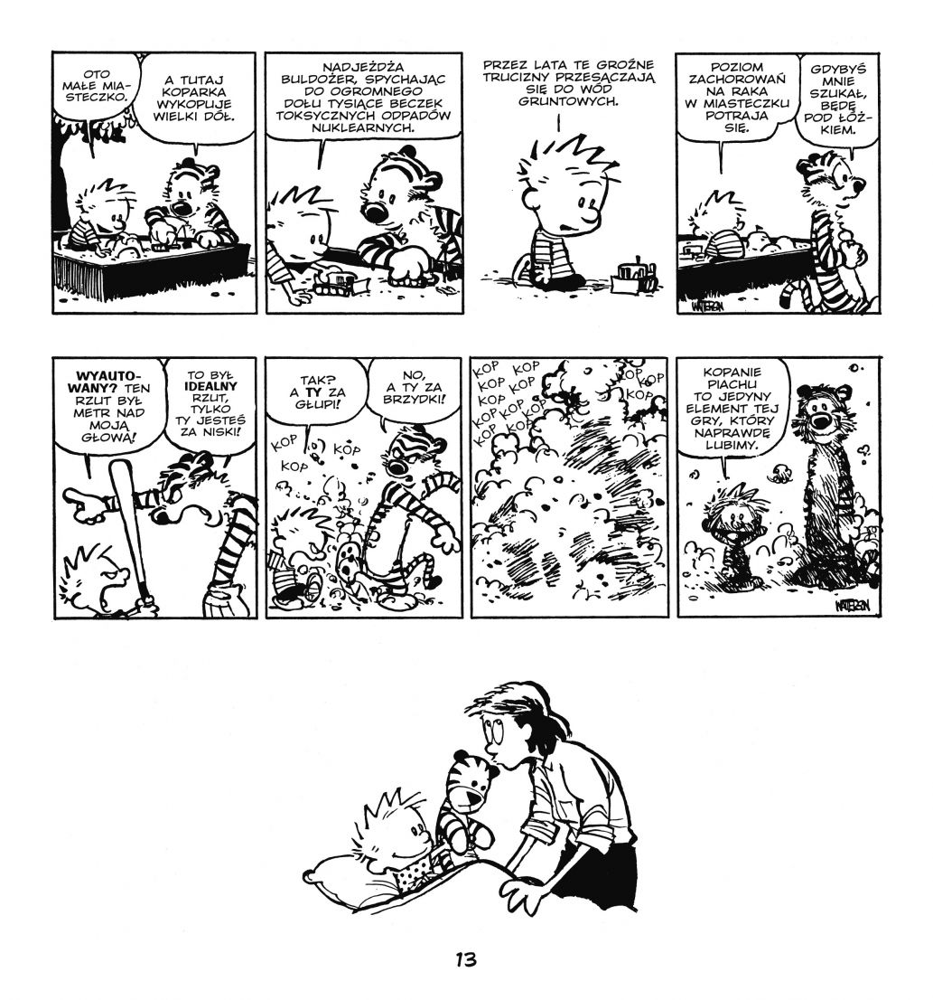 OTO
MAŁE MIA-
STECZKO.
A TUTAJ
KOPARKA
WYKOPUJE
WIELKI DÓŁ.
NADJEŻDŻA
BULDOŻER, SPYCHAJĄC
DO OGROMNEGO
DOŁU TYSIĄCE BECZEK
TOKSYCZNYCH ODPADÓW
NUKLEARNYCH.
PRZEZ LATA TE GROŹNE
TRUCIZNY PRZESĄCZAJĄ
SIĘ DO WÓD
GRUNTOWYCH.
POZIOM
ZACHOROWAŃ
NA RAKA
W MIASTECZKU
POTRAJA
SIĘ.
GDYBYŚ
MNIE
SZUKAŁ,
BĘDĘ
POD ŁÓŻ-
KIEM.
WATTERSON
WYAUTO-
WANY? TEN
RZUT BYŁ
METR NAD
MOJĄ
GŁOWĄ!
TO BYŁ
IDEALNY
RZUT,
TYLKO
TY JESTEŚ
ZA NISKI!
TAK?
A TY ZA
GŁUPI!
NO,
A TY ZA
BRZYDKI!
KOP
KOP
KOP
KOP KOP
KOP KOP
KOP KOP
KOP KOP
KOP KOP
KOP
KOP
KOP
KOPANIE
PIACHU
TO JEDYNY
ELEMENT TEJ
GRY, KTÓRY
NAPRAWDĘ
LUBIMY.
WATTERSON
13